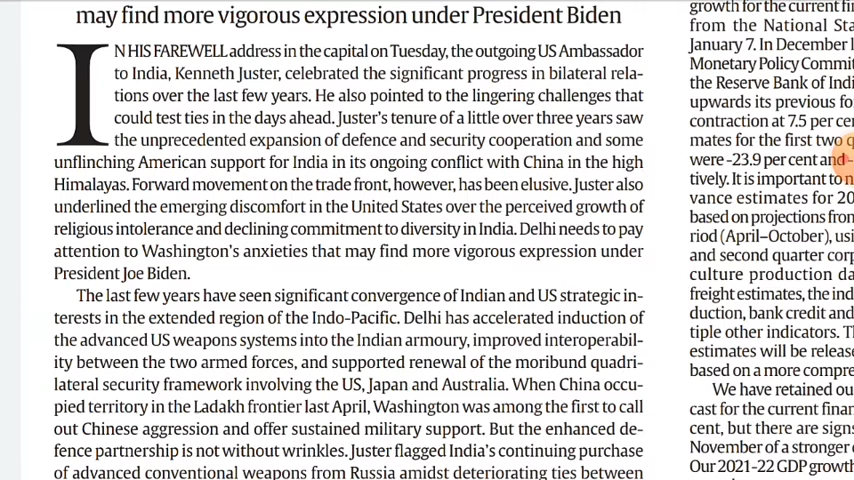 may find more vigorous expression under President Biden
IN HIS FAREWELL address in the capital on Tuesday, the outgoing US Ambassador
to India, Kenneth Juster, celebrated the significant progress in bilateral rela-
tions over the last few years. He also pointed to the lingering challenges that
could test ties in the days ahead. Juster's tenure of a little over three years saw
the unprecedented expansion of defence and security cooperation and some
unflinching American support for India in its ongoing conflict with China in the high
Himalayas. Forward movement on the trade front, however, has been elusive. Juster also
underlined the emerging discomfort in the United States over the perceived growth of
religious intolerance and declining commitment to diversity in India. Delhi needs to pay
attention to Washington's anxieties that may find more vigorous expression under
President Joe Biden.
The last few years have seen significant convergence of Indian and US strategic in-
terests in the extended region of the Indo-Pacific. Delhi has accelerated induction of
the advanced US weapons systems into the Indian armoury, improved interoperabil-
ity between the two armed forces, and supported renewal of the moribund quadri-
lateral security framework involving the US, Japan and Australia. When China occu-
pied territory in the Ladakh frontier last April, Washington was among the first to call
out Chinese aggression and offer sustained military support. But the enhanced de-
fence partnership is not without wrinkles. Juster flagged India's continuing purchase
of advanced conventional weapons from Russia amidst deteriorating ties between
growth for the current
from the National
January 7. In December
Monetary Policy
the Reserve Bank of
upwards its previous
contraction at 7.5 per
mates for the first two
were -23.9 per cent and
tively. It is important to
vance estimates for
based on projections from
riod (April–October),
and second quarter
culture production
freight estimates, the
duction, bank credit and
tiple other indicators.
estimates will be
based on a more
We have retained
cast for the current
cent, but there are
November of a stronger
Our 2021-22 GDP growth